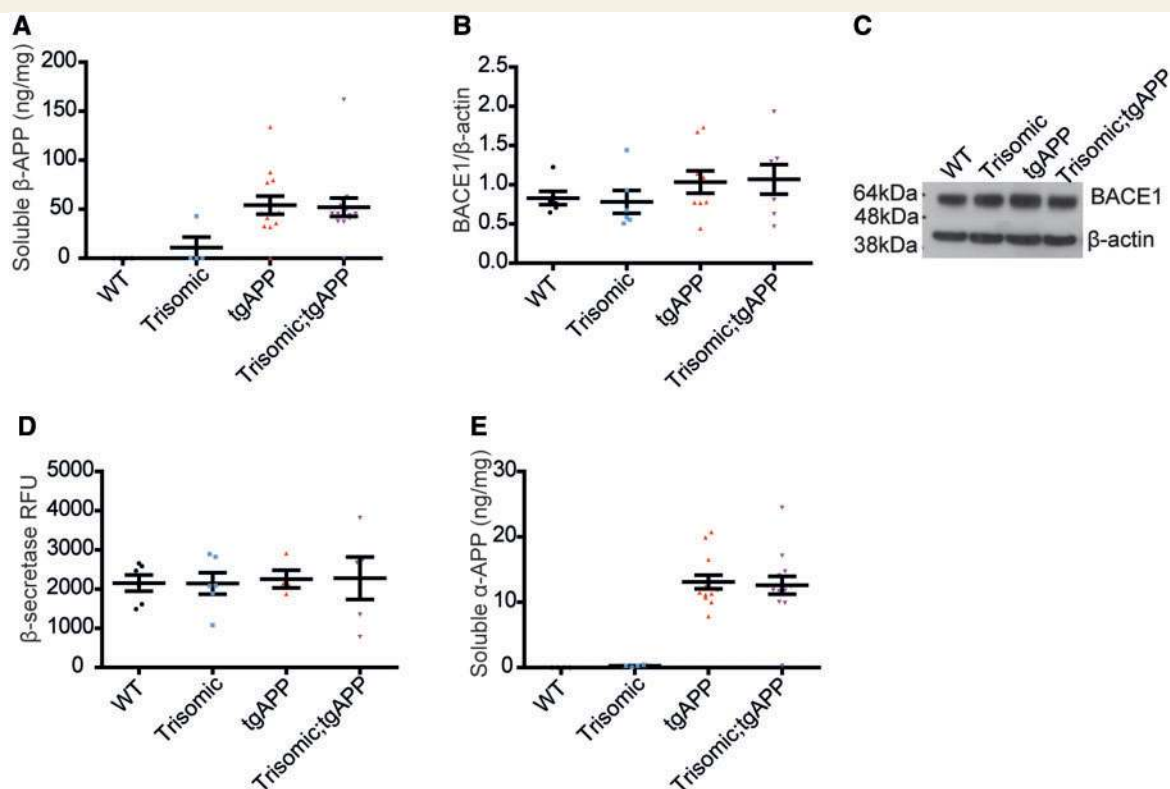 A
Soluble β-APP (ng/mg)
200
150
100
50
0
WT
Trisomic
tgAPP
Trisomic;tgAPP
B
BACE1/β-actin
2.5
2.0
1.5
1.0
0.5
0.0
WT
Trisomic
tgAPP
Trisomic;tgAPP
C
WT
Trisomic
tgAPP
Trisomic;tgAPP
64kDa
BACE1
48kDa
38kDa
β-actin
D
β-secretase RFU
5000
4000
3000
2000
1000
0
WT
Trisomic
tgAPP
Trisomic;tgAPP
E
Soluble α-APP (ng/mg)
30
20
10
0
WT
Trisomic
tgAPP
Trisomic;tgAPP